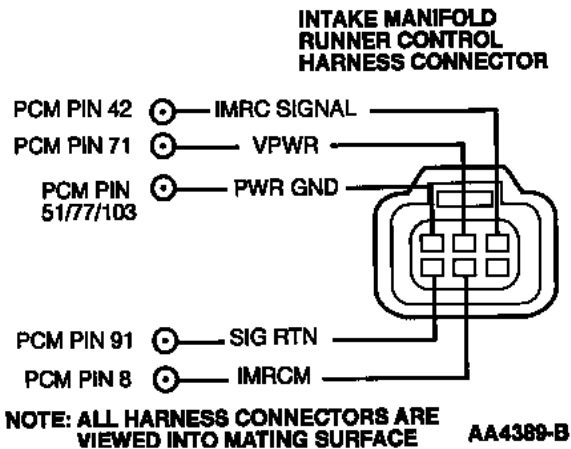 INTAKE MANIFOLD
RUNNER CONTROL
HARNESS CONNECTOR
PCM PIN 42 IMRC SIGNAL
PCM PIN 71 VPWR
PCM PIN 51/77/103 PWR GND
PCM PIN 91 SIG RTN
PCM PIN 8 IMRCM
NOTE: ALL HARNESS CONNECTORS ARE
VIEWED INTO MATING SURFACE
AA4389-B